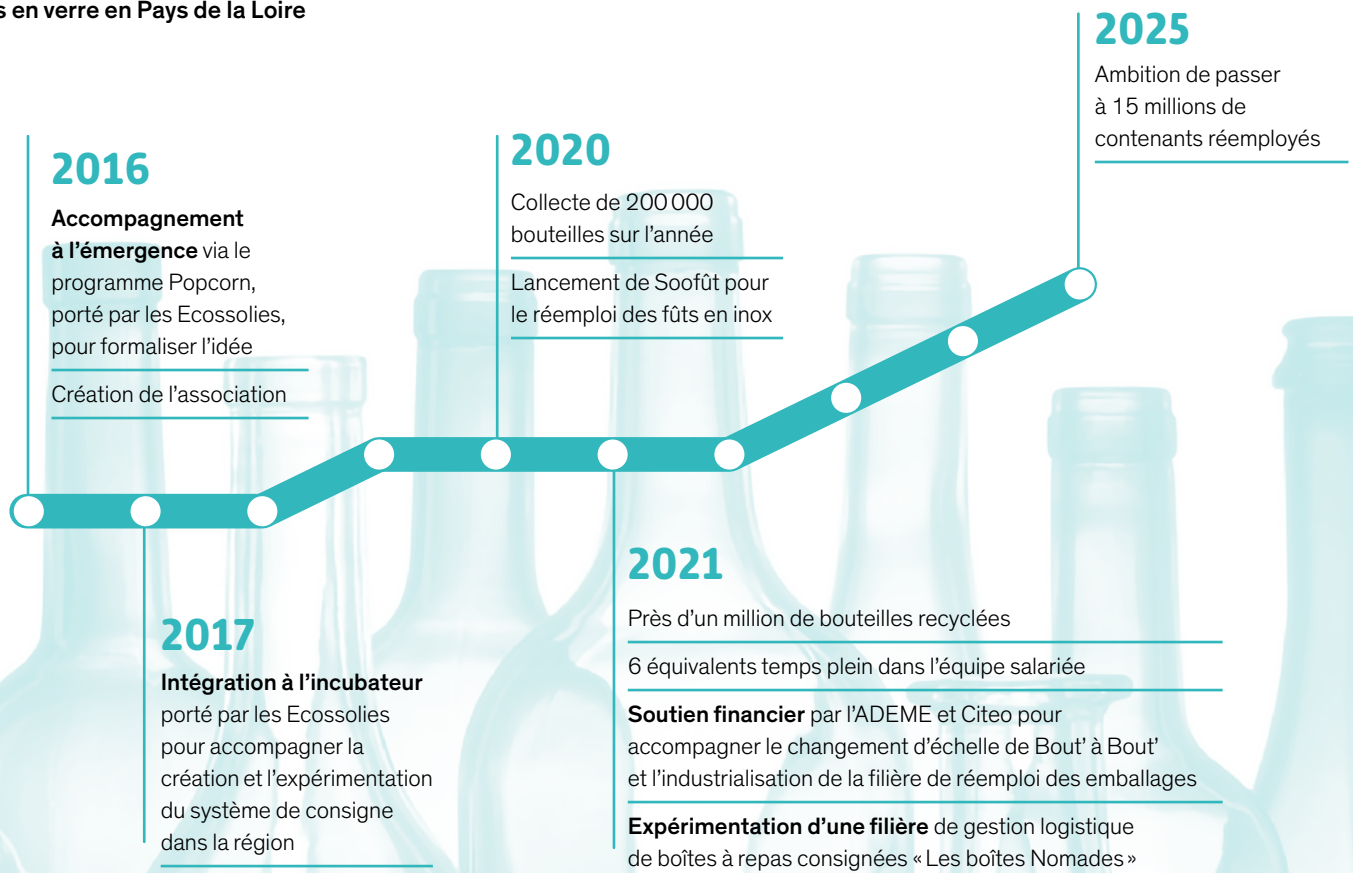 s en verre en Pays de la Loire
2016
Accompagnement
à l'émergence via le
programme Popcorn,
porté par les Ecossolies,
pour formaliser l'idée
Création de l'association
2017
Intégration à l'incubateur
porté par les Ecossolies
pour accompagner la
création et l'expérimentation
du système de consigne
dans la région
2020
Collecte de 200 000
bouteilles sur l'année
Lancement de Soofût pour
le réemploi des fûts en inox
2021
Près d'un million de bouteilles recyclées
6 équivalents temps plein dans l'équipe salariée
Soutien financier par l'ADEME et Citeo pour
accompagner le changement d'échelle de Bout' à Bout'
et l'industrialisation de la filière de réemploi des emballages
Expérimentation d'une filière de gestion logistique
de boîtes à repas consignées « Les boîtes Nomades »
2025
Ambition de passer
à 15 millions de
contenants réemployés